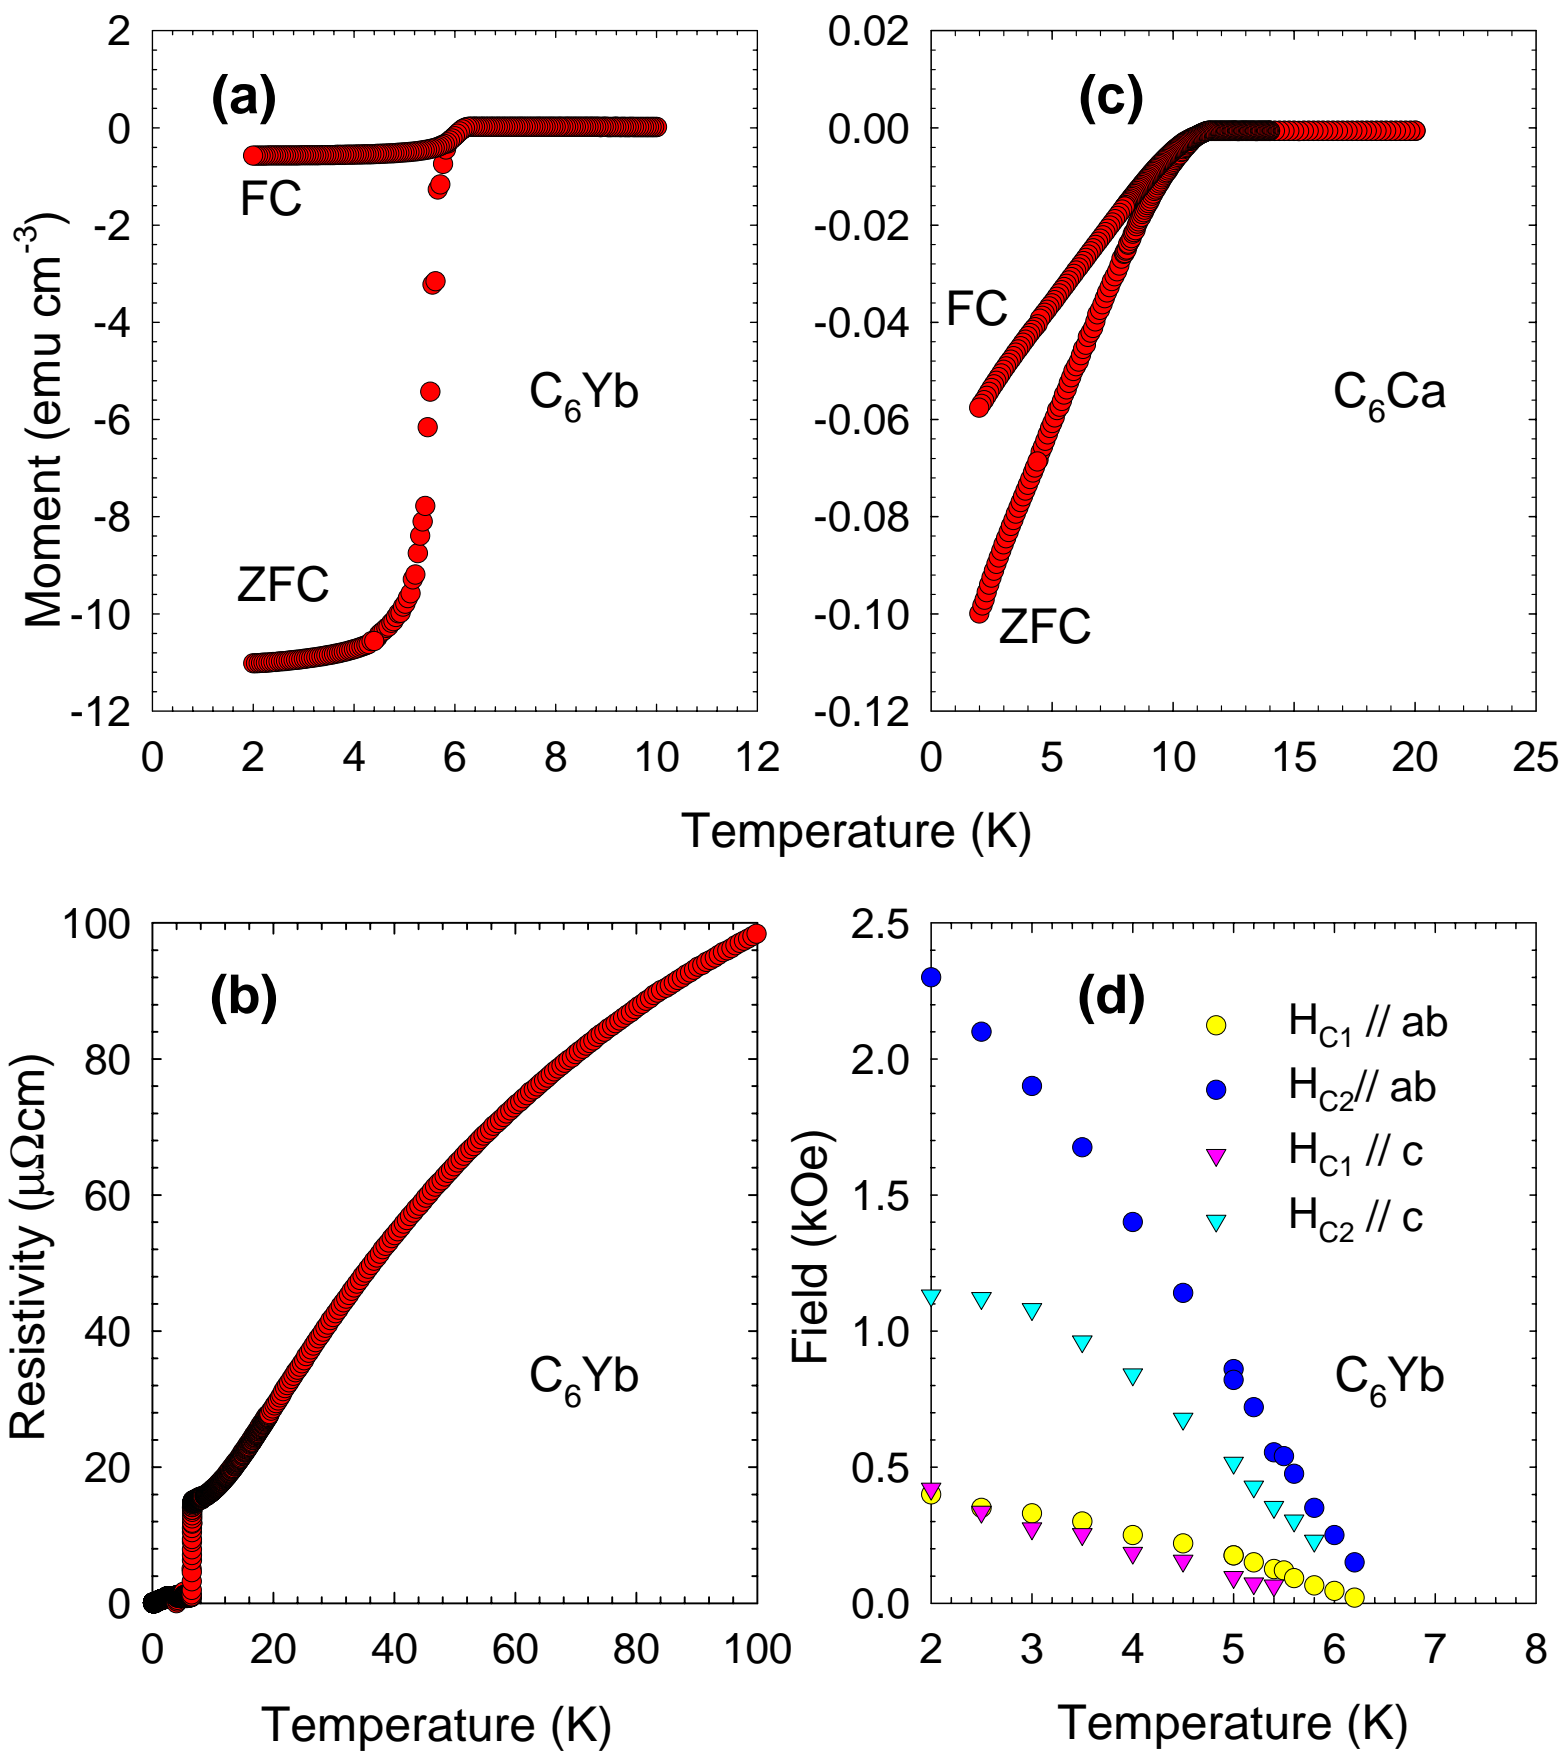 (a)
2
0
-2
-4
-6
-8
-10
-12
Moment (emu cm-3)
FC
ZFC
C6Yb
0 2 4 6 8 10 12
(c)
0.02
0.00
-0.02
-0.04
-0.06
-0.08
-0.10
-0.12
FC
ZFC
C6Ca
0 5 10 15 20 25
Temperature (K)
(b)
100
80
60
40
20
0
Resistivity (μΩcm)
C6Yb
0 20 40 60 80 100
Temperature (K)
(d)
2.5
2.0
1.5
1.0
0.5
0.0
Field (kOe)
HC1 // ab
HC2// ab
HC1 // c
HC2 // c
C6Yb
2 3 4 5 6 7 8
Temperature (K)